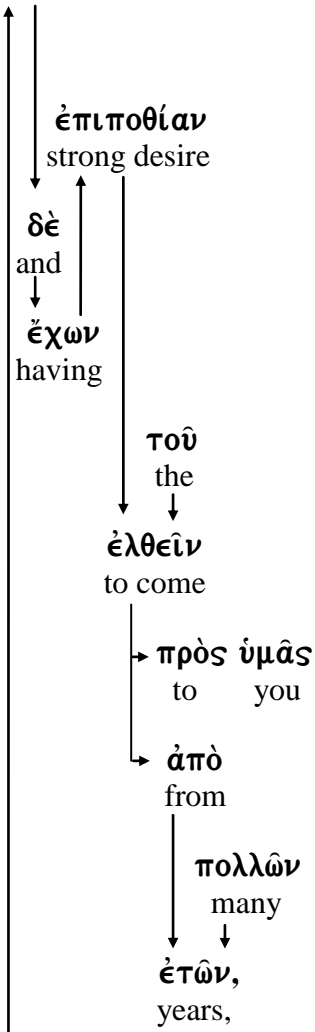 ἐπιποθίαν
strong desire
δὲ
and
ἔχων
having
τοῦ
the
ἐλθεῖν
to come
πρὸς ὑμᾶς
to you
ἀπὸ
from
πολλῶν
many
ἐτῶν,
years,